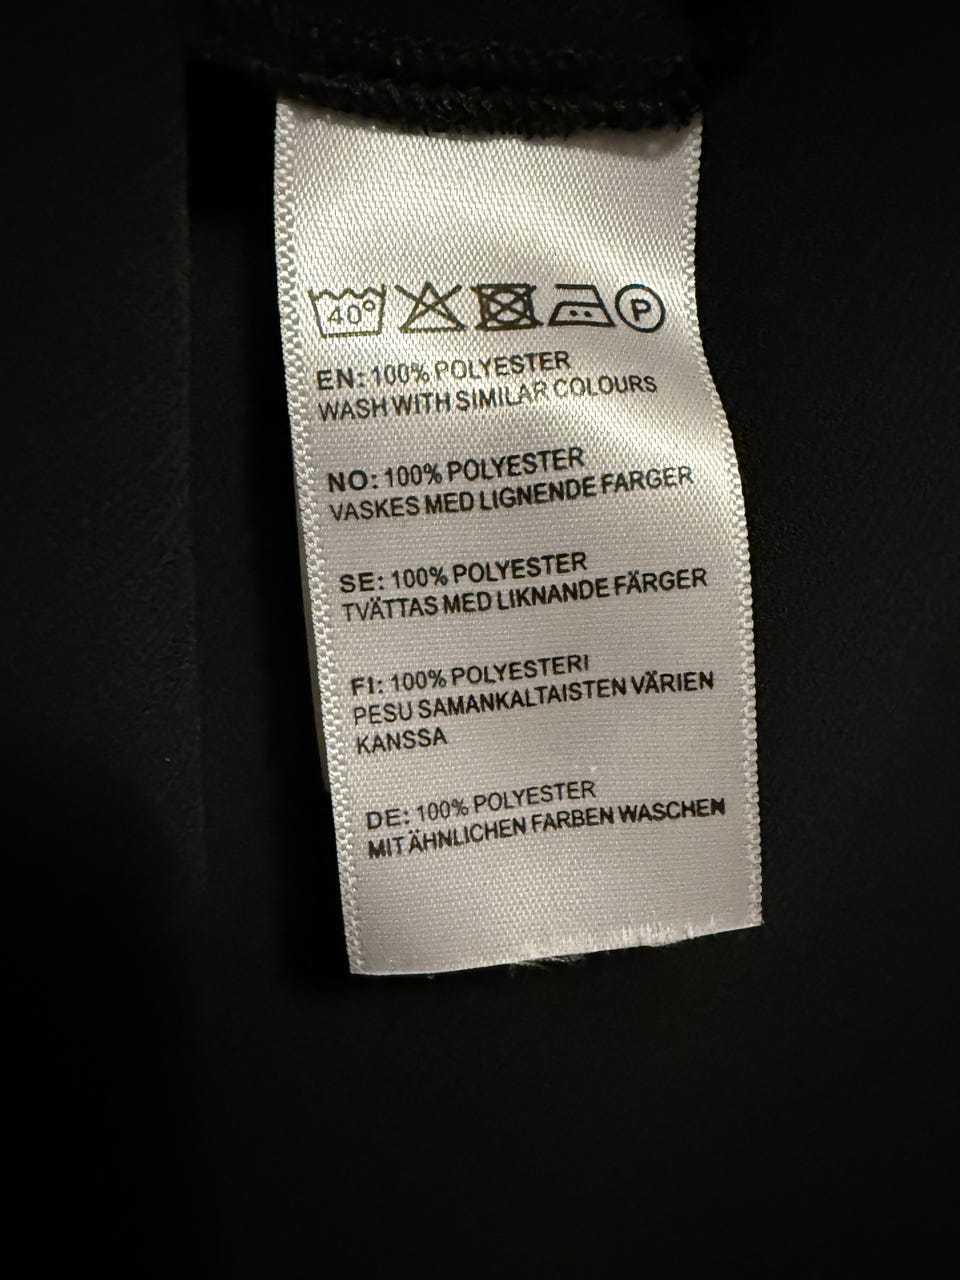 40°
P
EN: 100% POLYESTER
WASH WITH SIMILAR COLOURS
NO: 100% POLYESTER
VASKES MED LIGNENDE FARGER
SE: 100% POLYESTER
TVÄTTAS MED LIKNANDE FÄRGER
FI: 100% POLYESTERI
PESU SAMANKALTAISTEN VÄRIEN
KANSSA
DE: 100% POLYESTER
MIT ÄHNLICHEN FARBEN WASCHEN